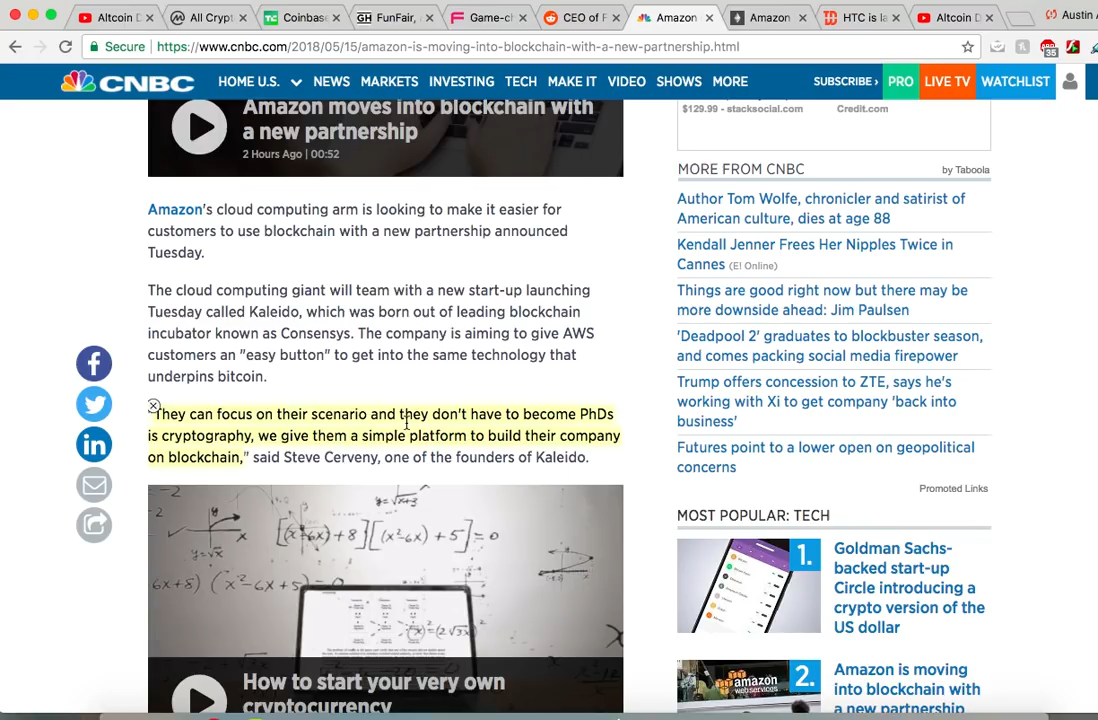 Altcoin D
All Crypt
Coinbas
FunFair,
Game-c
CEO of F
Amazon
Amazon
HTC is la
Altcoin D
Austin
Secure
https://www.cnbc.com/2018/05/15/amazon-is-moving-into-blockchain-with-a-new-partnership.html
35
CNBC
HOME U.S.
NEWS
MARKETS
INVESTING
TECH
MAKE IT
VIDEO
SHOWS
MORE
SUBSCRIBE ›
PRO
LIVE TV
WATCHLIST
Amazon moves into blockchain with
a new partnership
2 Hours Ago | 00:52
Amazon's cloud computing arm is looking to make it easier for
customers to use blockchain with a new partnership announced
Tuesday.
The cloud computing giant will team with a new start-up launching
Tuesday called Kaleido, which was born out of leading blockchain
incubator known as Consensys. The company is aiming to give AWS
customers an "easy button" to get into the same technology that
underpins bitcoin.
They can focus on their scenario and they don't have to become PhDs
is cryptography, we give them a simple platform to build their company
on blockchain," said Steve Cerveny, one of the founders of Kaleido.
How to start your very own
cryptocurrency
$129.99 - stacksocial.com
Credit.com
MORE FROM CNBC
by Taboola
Author Tom Wolfe, chronicler and satirist of
American culture, dies at age 88
Kendall Jenner Frees Her Nipples Twice in
Cannes (E! Online)
Things are good right now but there may be
more downside ahead: Jim Paulsen
'Deadpool 2' graduates to blockbuster season,
and comes packing social media firepower
Trump offers concession to ZTE, says he's
working with Xi to get company 'back into
business'
Futures point to a lower open on geopolitical
concerns
Promoted Links
MOST POPULAR: TECH
1.
Goldman Sachs-
backed start-up
Circle introducing a
crypto version of the
US dollar
2.
amazon
Amazon is moving
into blockchain with
a new partnership